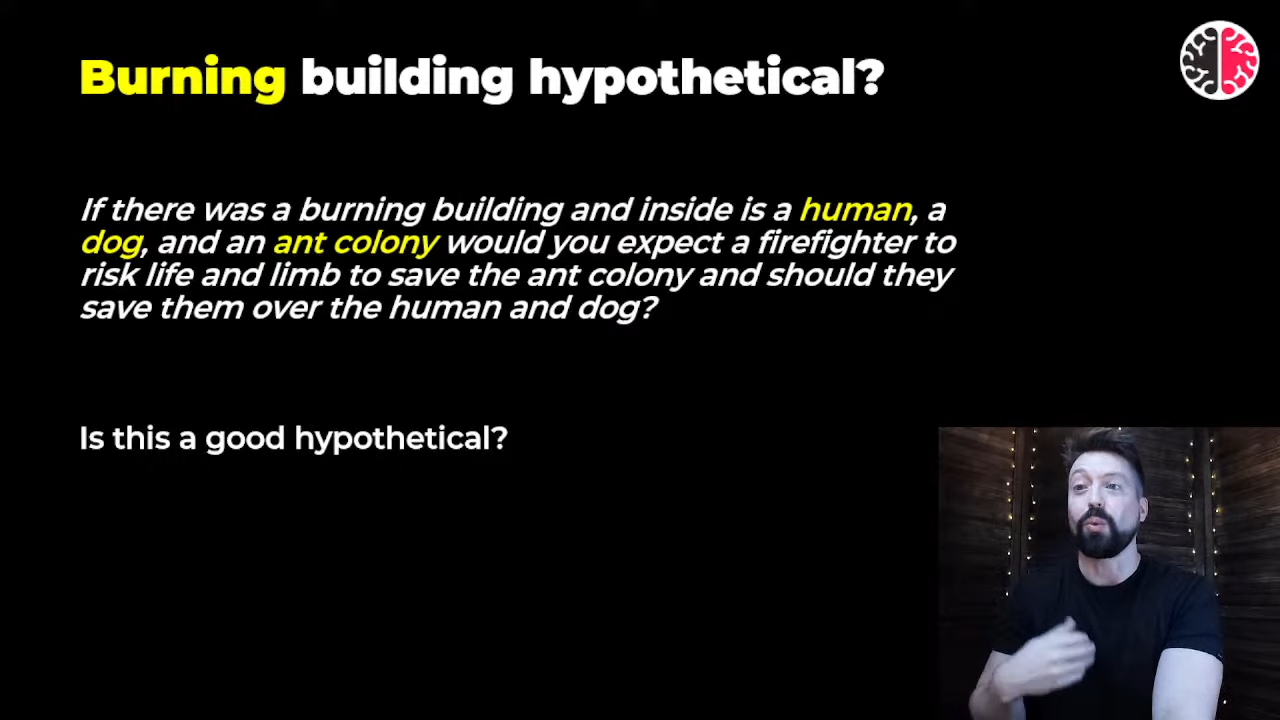 Burning building hypothetical?
If there was a burning building and inside is a human, a
dog, and an ant colony would you expect a firefighter to
risk life and limb to save the ant colony and should they
save them over the human and dog?
Is this a good hypothetical?